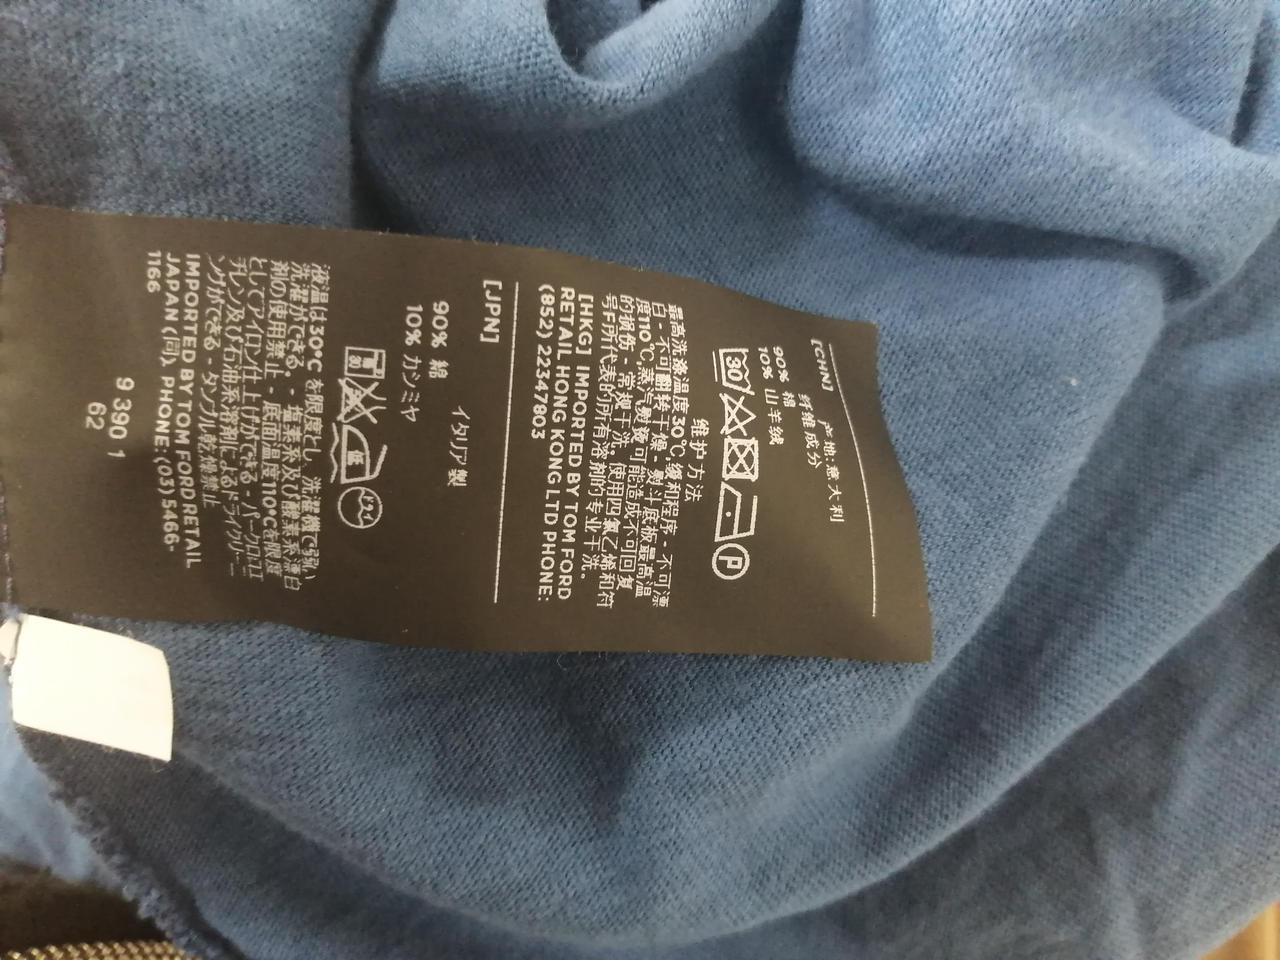 [CHN]
产地:意大利
纤维成分
90% 棉
10% 山羊绒
维护方法
最高洗涤温度30℃,缓和程序 - 不可漂
白 - 不可翻转干燥 - 熨斗底板最高温
度110℃,蒸汽熨烫可能造成不可回复
的损伤 - 常规干洗。使用四氯乙烯和符
号F所代表的所有溶剂的专业干洗。
[HKG] IMPORTED BY TOM FORD
RETAIL HONG KONG LTD PHONE:
(852) 22347803
[JPN]
イタリア製
90% 綿
10% カシミヤ
液温は30°C を限度とし、洗濯機で弱い
洗濯ができる - 塩素系及び酸素系漂白
剤の使用禁止 - 底面温度110°Cを限度
としてアイロン仕上げができる - パークロロエ
チレン及び石油系溶剤によるドライクリーニ
ングができる - タンブル乾燥禁止
IMPORTED BY TOM FORD RETAIL
JAPAN (同). PHONE: (03) 5466-
1166
9 390 1
62